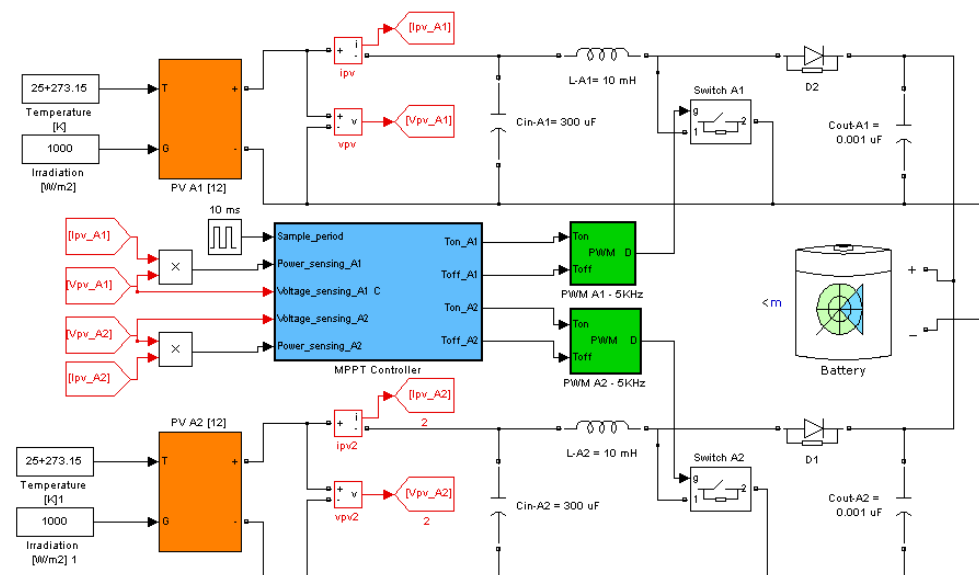 [Ipv_A1]
+
i
-
ipv
L-A1= 10 mH
D2
25+273.15
Temperature
[K]
1000
Irradiation
[W/m2]
T
+
G
-
PV A1 [12]
+
-
v
vpv
[Vpv_A1]
Cin-A1= 300 uF
Switch A1
g
1
2
Cout-A1 =
0.001 uF
10 ms
[Ipv_A1]
[Vpv_A1]
[Vpv_A2]
[Ipv_A2]
×
×
Sample_period
Power_sensing_A1
Voltage_sensing_A1 C
Voltage_sensing_A2
Power_sensing_A2
Ton_A1
Toff_A1
Ton_A2
Toff_A2
MPPT Controller
Ton
Toff
PWM D
PWM A1 - 5KHz
Ton
Toff
PWM D
PWM A2 - 5KHz
<m
+
-
Battery
PV A2 [12]
25+273.15
Temperature
[K]1
1000
Irradiation
[W/m2] 1
T
+
G
-
[Ipv_A2]
2
+
i
-
ipv2
L-A2 = 10 mH
D1
+
-
v
vpv2
[Vpv_A2]
2
Cin-A2 = 300 uF
Switch A2
g
1
2
Cout-A2 =
0.001 uF